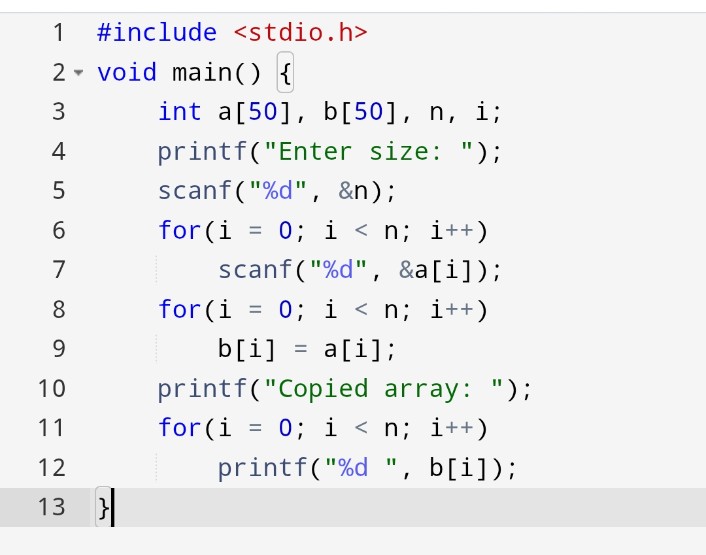 1 #include <stdio.h>
2 void main() {
3     int a[50], b[50], n, i;
4     printf("Enter size: ");
5     scanf("%d", &n);
6     for(i = 0; i < n; i++)
7         scanf("%d", &a[i]);
8     for(i = 0; i < n; i++)
9         b[i] = a[i];
10     printf("Copied array: ");
11     for(i = 0; i < n; i++)
12         printf("%d ", b[i]);
13 }